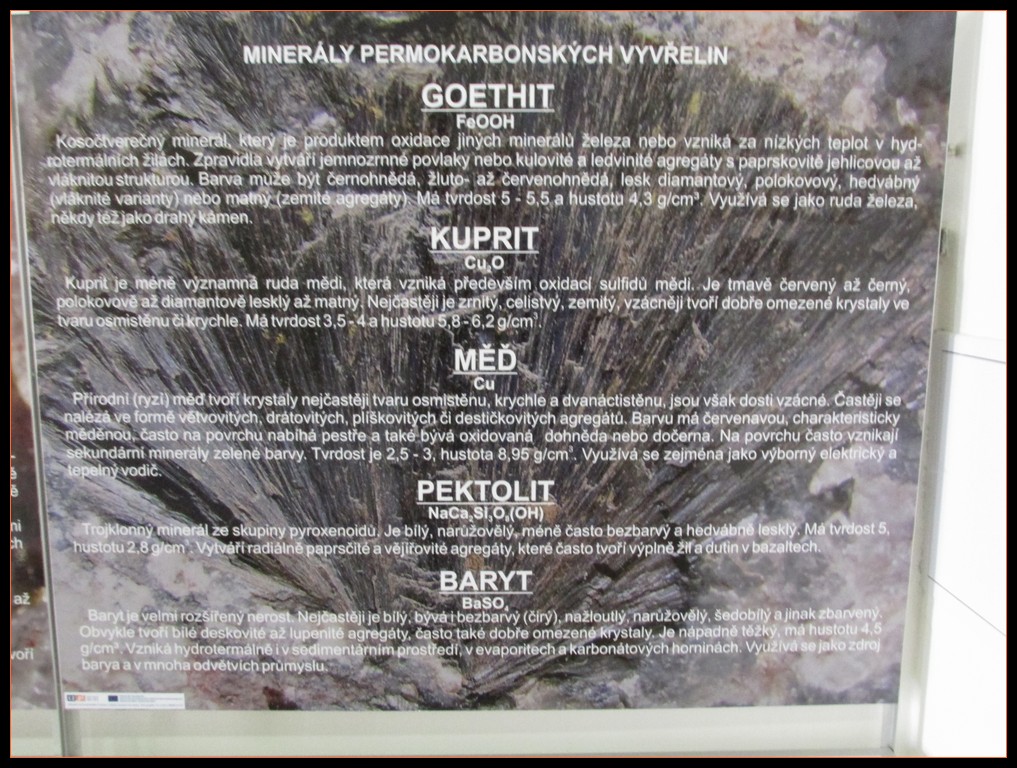 MINERÁLY PERMOKARBONSKÝCH VYVŘELIN
GOETHIT
FeOOH
Kosočtverečný minerál, který je produktem oxidace jiných minerálů železa nebo vzniká za nízkých teplot v hyd-
rotermálních žilách. Zpravidla vytváří jemnozrnné povlaky nebo kulovité a ledvinité agregáty s paprskovitě jehlicovou až
vláknitou strukturou. Barva může být černohnědá, žluto- až červenohnědá, lesk diamantový, polokovový, hedvábný
(vláknité varianty) nebo matný (zemité agregáty). Má tvrdost 5 - 5,5 a hustotu 4,3 g/cm³. Využívá se jako ruda železa,
někdy též jako drahý kámen.
KUPRIT
Cu₂O
Kuprit je méně významná ruda mědi, která vzniká především oxidací sulfidů mědi. Je tmavě červený až černý,
polokovově až diamantově lesklý až matný. Nejčastěji je zrnitý, celistvý, zemitý, vzácněji tvoří dobře omezené krystaly ve
tvaru osmistěnu či krychle. Má tvrdost 3,5 - 4 a hustotu 5,8 - 6,2 g/cm³.
MĚĎ
Cu
Přírodní (ryzí) měď tvoří krystaly nejčastěji tvaru osmistěnu, krychle a dvanáctistěnu, jsou však dosti vzácné. Častěji se
nalézá ve formě větvovitých, drátovitých, plíškovitých či destičkovitých agregátů. Barvu má červenavou, charakteristicky
měděnou, často na povrchu nabíhá pestře a také bývá oxidovaná dohněda nebo dočerna. Na povrchu často vznikají
sekundární minerály zelené barvy. Tvrdost je 2,5 - 3, hustota 8,95 g/cm³. Využívá se zejména jako výborný elektrický a
tepelný vodič.
PEKTOLIT
NaCa₂Si₃O₈(OH)
Trojklonný minerál ze skupiny pyroxenoidů. Je bílý, narůžovělý, méně často bezbarvý a hedvábně lesklý. Má tvrdost 5,
hustotu 2,8 g/cm³. Vytváří radiálně paprsčité a vějířovité agregáty, které často tvoří výplně žil a dutin v bazaltech.
BARYT
BaSO₄
Baryt je velmi rozšířený nerost. Nejčastěji je bílý, bývá i bezbarvý (čirý), nažloutlý, narůžovělý, šedobílý a jinak zbarvený.
Obvykle tvoří bílé deskovité až lupenité agregáty, často také dobře omezené krystaly. Je nápadně těžký, má hustotu 4,5
g/cm³. Vzniká hydrotermálně i v sedimentárním prostředí, v evaporitech a karbonátových horninách. Využívá se jako zdroj
barya a v mnoha odvětvích průmyslu.
až